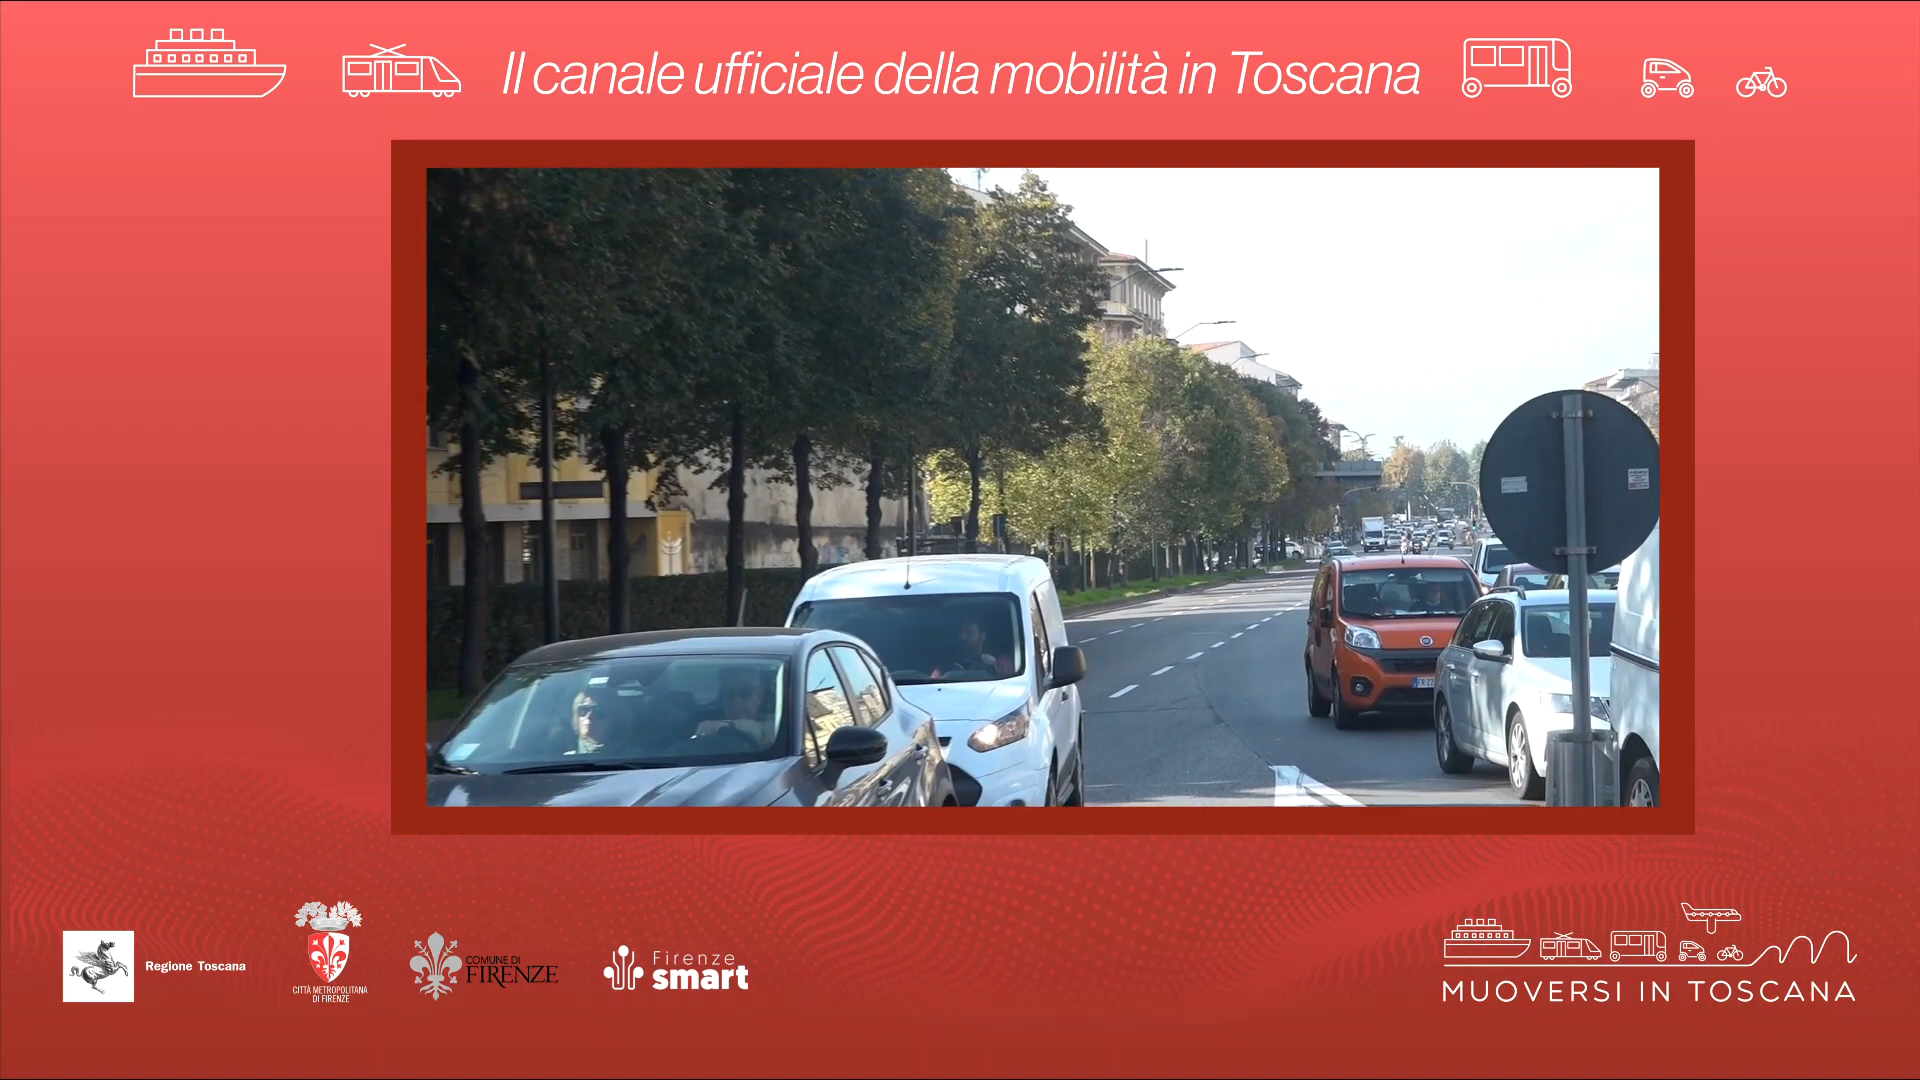 Il canale ufficiale della mobilità in Toscana
Regione Toscana
CITTÀ METROPOLITANA
DI FIRENZE
COMUNE DI
FIRENZE
Firenze
smart
MUOVERSI IN TOSCANA